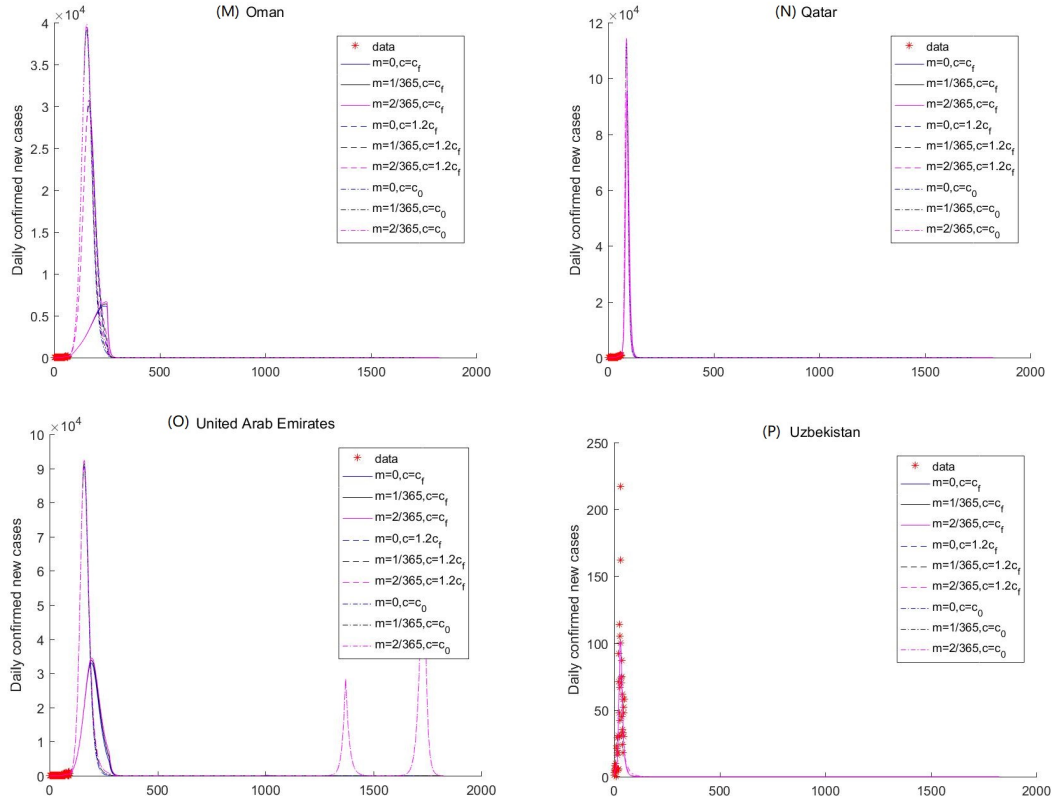 (M) Oman
×10⁴
4
3.5
3
2.5
2
1.5
1
0.5
0
0 500 1000 1500 2000
Daily confirmed new cases
data
m=0,c=c_f
m=1/365,c=c_f
m=2/365,c=c_f
m=0,c=1.2c_f
m=1/365,c=1.2c_f
m=2/365,c=1.2c_f
m=0,c=c_0
m=1/365,c=c_0
m=2/365,c=c_0
(N) Qatar
×10⁴
12
10
8
6
4
2
0
0 500 1000 1500 2000
Daily confirmed new cases
data
m=0,c=c_f
m=1/365,c=c_f
m=2/365,c=c_f
m=0,c=1.2c_f
m=1/365,c=1.2c_f
m=2/365,c=1.2c_f
m=0,c=c_0
m=1/365,c=c_0
m=2/365,c=c_0
(O) United Arab Emirates
×10⁴
10
9
8
7
6
5
4
3
2
1
0
0 500 1000 1500 2000
Daily confirmed new cases
data
m=0,c=c_f
m=1/365,c=c_f
m=2/365,c=c_f
m=0,c=1.2c_f
m=1/365,c=1.2c_f
m=2/365,c=1.2c_f
m=0,c=c_0
m=1/365,c=c_0
m=2/365,c=c_0
(P) Uzbekistan
250
200
150
100
50
0
0 500 1000 1500 2000
Daily confirmed new cases
data
m=0,c=c_f
m=1/365,c=c_f
m=2/365,c=c_f
m=0,c=1.2c_f
m=1/365,c=1.2c_f
m=2/365,c=1.2c_f
m=0,c=c_0
m=1/365,c=c_0
m=2/365,c=c_0